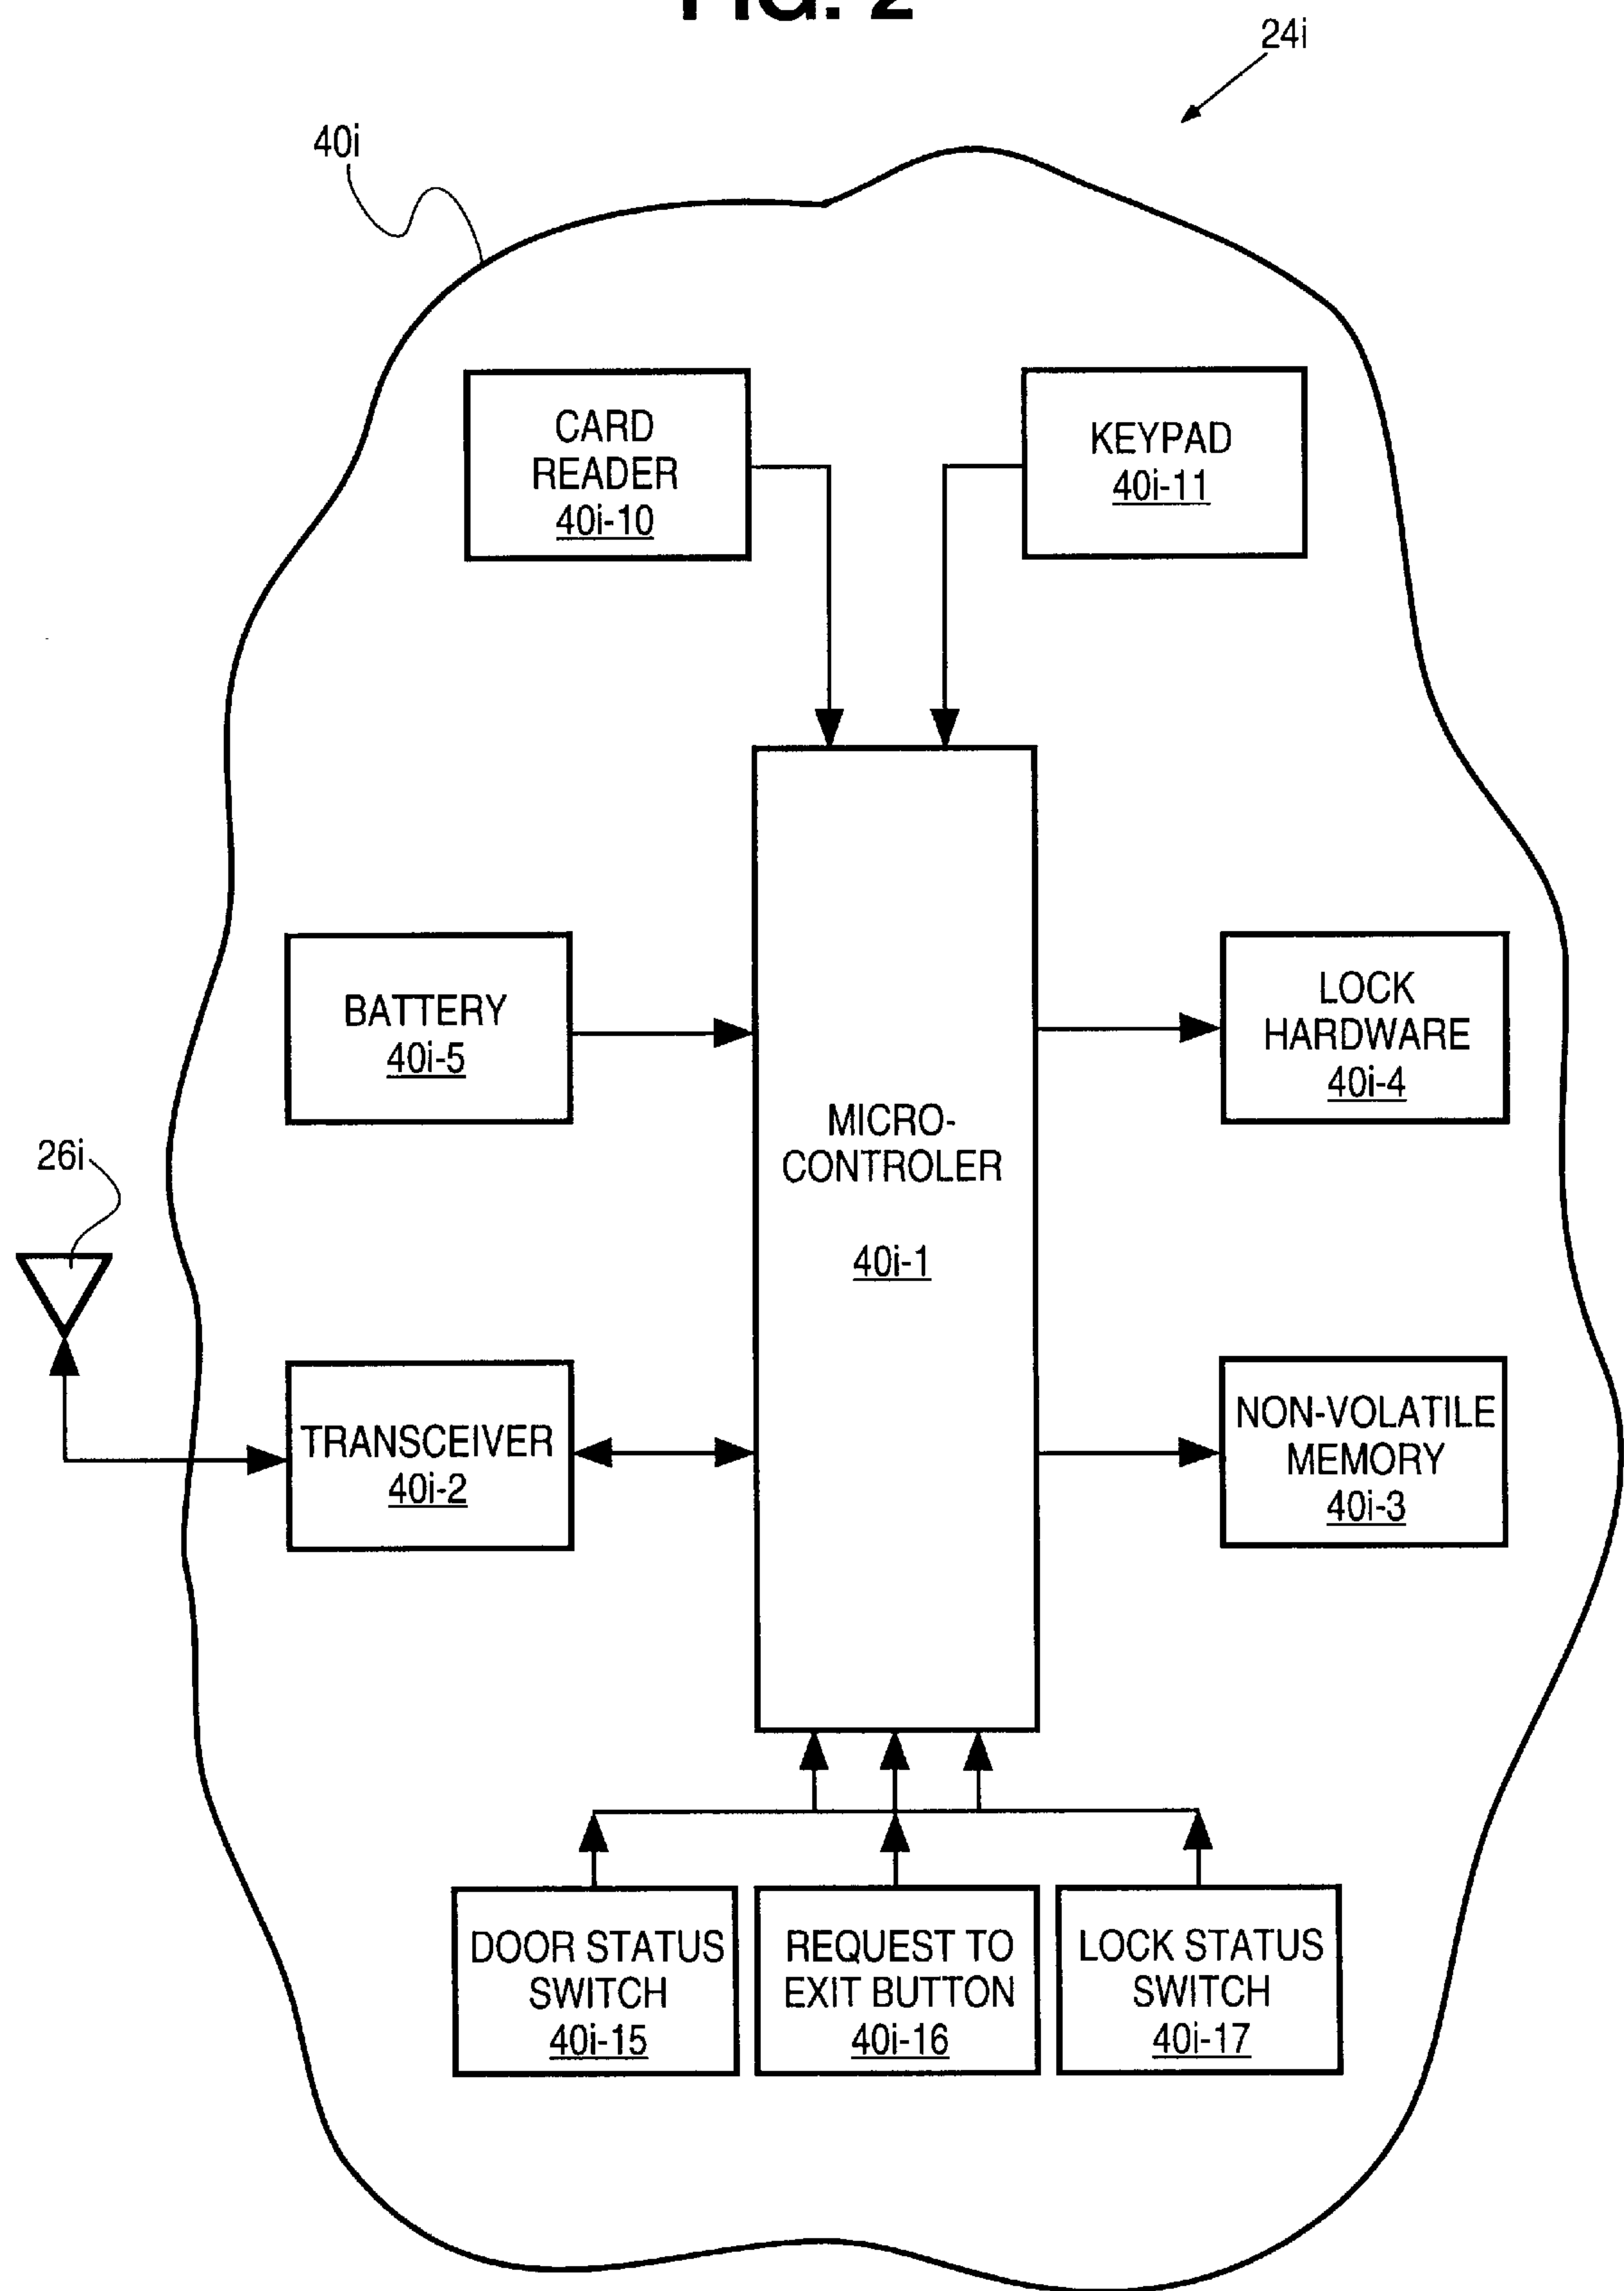 FIG. 2
24i
40i
CARD
READER
40i-10
KEYPAD
40i-11
BATTERY
40i-5
LOCK
HARDWARE
40i-4
MICRO-
CONTROLER
40i-1
26i
TRANSCEIVER
40i-2
NON-VOLATILE
MEMORY
40i-3
DOOR STATUS
SWITCH
40i-15
REQUEST TO
EXIT BUTTON
40i-16
LOCK STATUS
SWITCH
40i-17